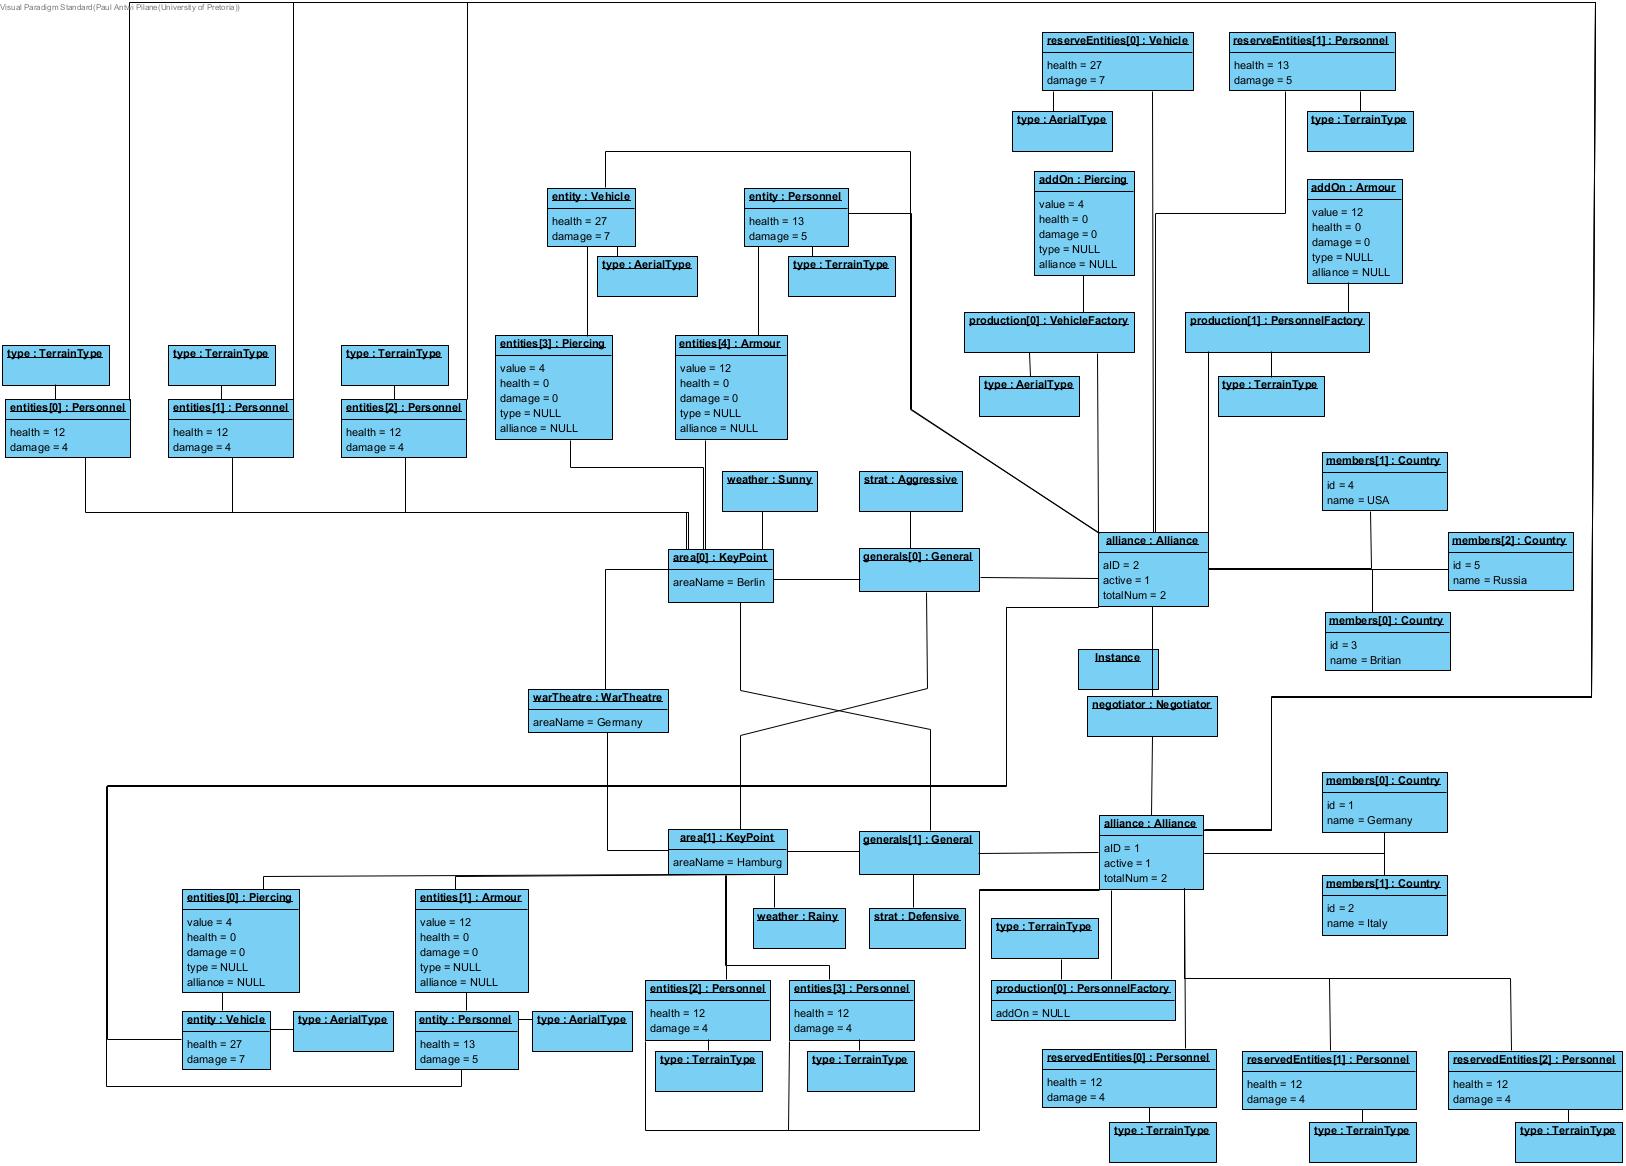 Visual Paradigm Standard(Paul Antwi Pilane(University of Pretoria))
reserveEntities[0] : Vehicle
health = 27
damage = 7
reserveEntities[1] : Personnel
health = 13
damage = 5
type : AerialType
type : TerrainType
addOn : Piercing
value = 4
health = 0
damage = 0
type = NULL
alliance = NULL
addOn : Armour
value = 12
health = 0
damage = 0
type = NULL
alliance = NULL
entity : Vehicle
health = 27
damage = 7
entity : Personnel
health = 13
damage = 5
type : AerialType
type : TerrainType
production[0] : VehicleFactory
production[1] : PersonnelFactory
type : AerialType
type : TerrainType
type : TerrainType
type : TerrainType
type : TerrainType
entities[0] : Personnel
health = 12
damage = 4
entities[1] : Personnel
health = 12
damage = 4
entities[2] : Personnel
health = 12
damage = 4
entities[3] : Piercing
value = 4
health = 0
damage = 0
type = NULL
alliance = NULL
entities[4] : Armour
value = 12
health = 0
damage = 0
type = NULL
alliance = NULL
weather : Sunny
strat : Aggressive
members[1] : Country
id = 4
name = USA
area[0] : KeyPoint
areaName = Berlin
generals[0] : General
alliance : Alliance
aID = 2
active = 1
totalNum = 2
members[2] : Country
id = 5
name = Russia
members[0] : Country
id = 3
name = Britian
Instance
negotiator : Negotiator
warTheatre : WarTheatre
areaName = Germany
members[0] : Country
id = 1
name = Germany
area[1] : KeyPoint
areaName = Hamburg
generals[1] : General
alliance : Alliance
aID = 1
active = 1
totalNum = 2
members[1] : Country
id = 2
name = Italy
entities[0] : Piercing
value = 4
health = 0
damage = 0
type = NULL
alliance = NULL
entities[1] : Armour
value = 12
health = 0
damage = 0
type = NULL
alliance = NULL
weather : Rainy
strat : Defensive
type : TerrainType
entities[2] : Personnel
health = 12
damage = 4
entities[3] : Personnel
health = 12
damage = 4
production[0] : PersonnelFactory
addOn = NULL
entity : Vehicle
health = 27
damage = 7
type : AerialType
entity : Personnel
health = 13
damage = 5
type : AerialType
type : TerrainType
type : TerrainType
reservedEntities[0] : Personnel
health = 12
damage = 4
reservedEntities[1] : Personnel
health = 12
damage = 4
reservedEntities[2] : Personnel
health = 12
damage = 4
type : TerrainType
type : TerrainType
type : TerrainType